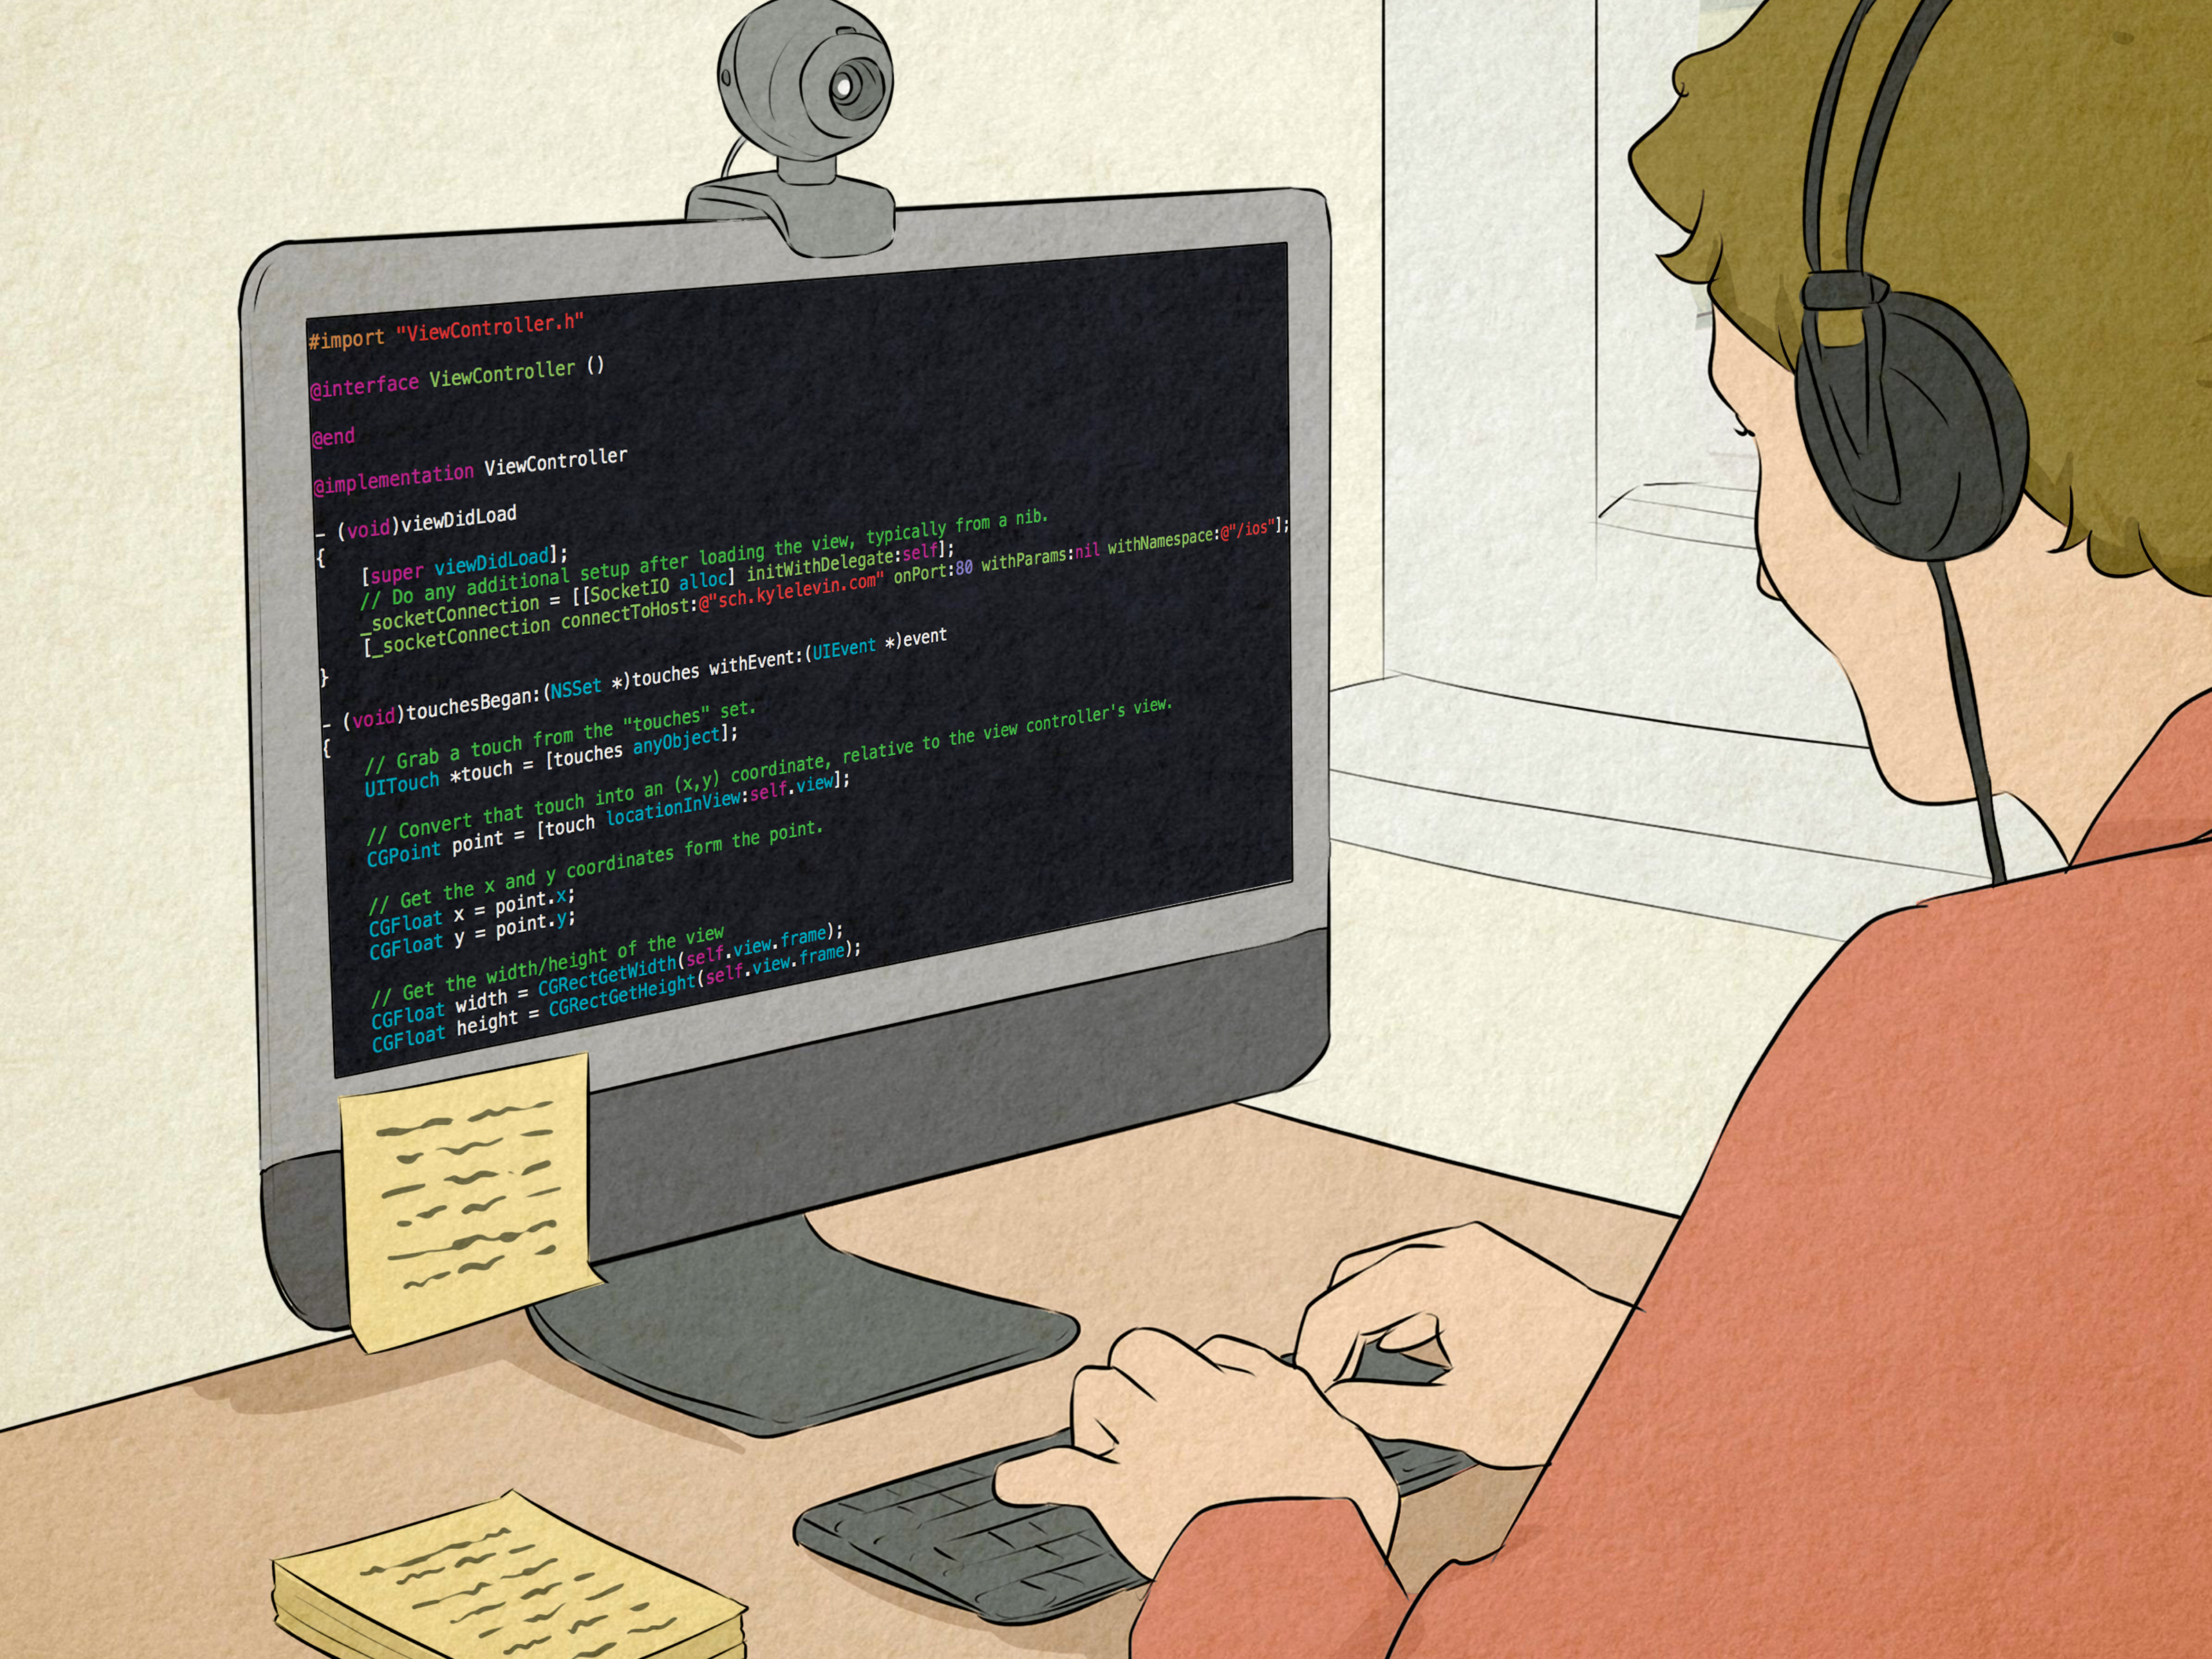 #import "ViewController.h"
@interface ViewController ()
@end
@implementation ViewController
- (void)viewDidLoad
{
[super viewDidLoad];
// Do any additional setup after loading the view, typically from a nib.
_socketConnection = [[SocketIO alloc] initWithDelegate:self];
[_socketConnection connectToHost:@"sch.kylelevin.com" onPort:80 withParams:nil withNamespace:@"/ios"];
}
- (void)touchesBegan:(NSSet *)touches withEvent:(UIEvent *)event
{
// Grab a touch from the "touches" set.
UITouch *touch = [touches anyObject];
// Convert that touch into an (x,y) coordinate, relative to the view controller's view.
CGPoint point = [touch locationInView:self.view];
// Get the x and y coordinates form the point.
CGFloat x = point.x;
CGFloat y = point.y;
// Get the width/height of the view
CGFloat width = CGRectGetWidth(self.view.frame);
CGFloat height = CGRectGetHeight(self.view.frame);